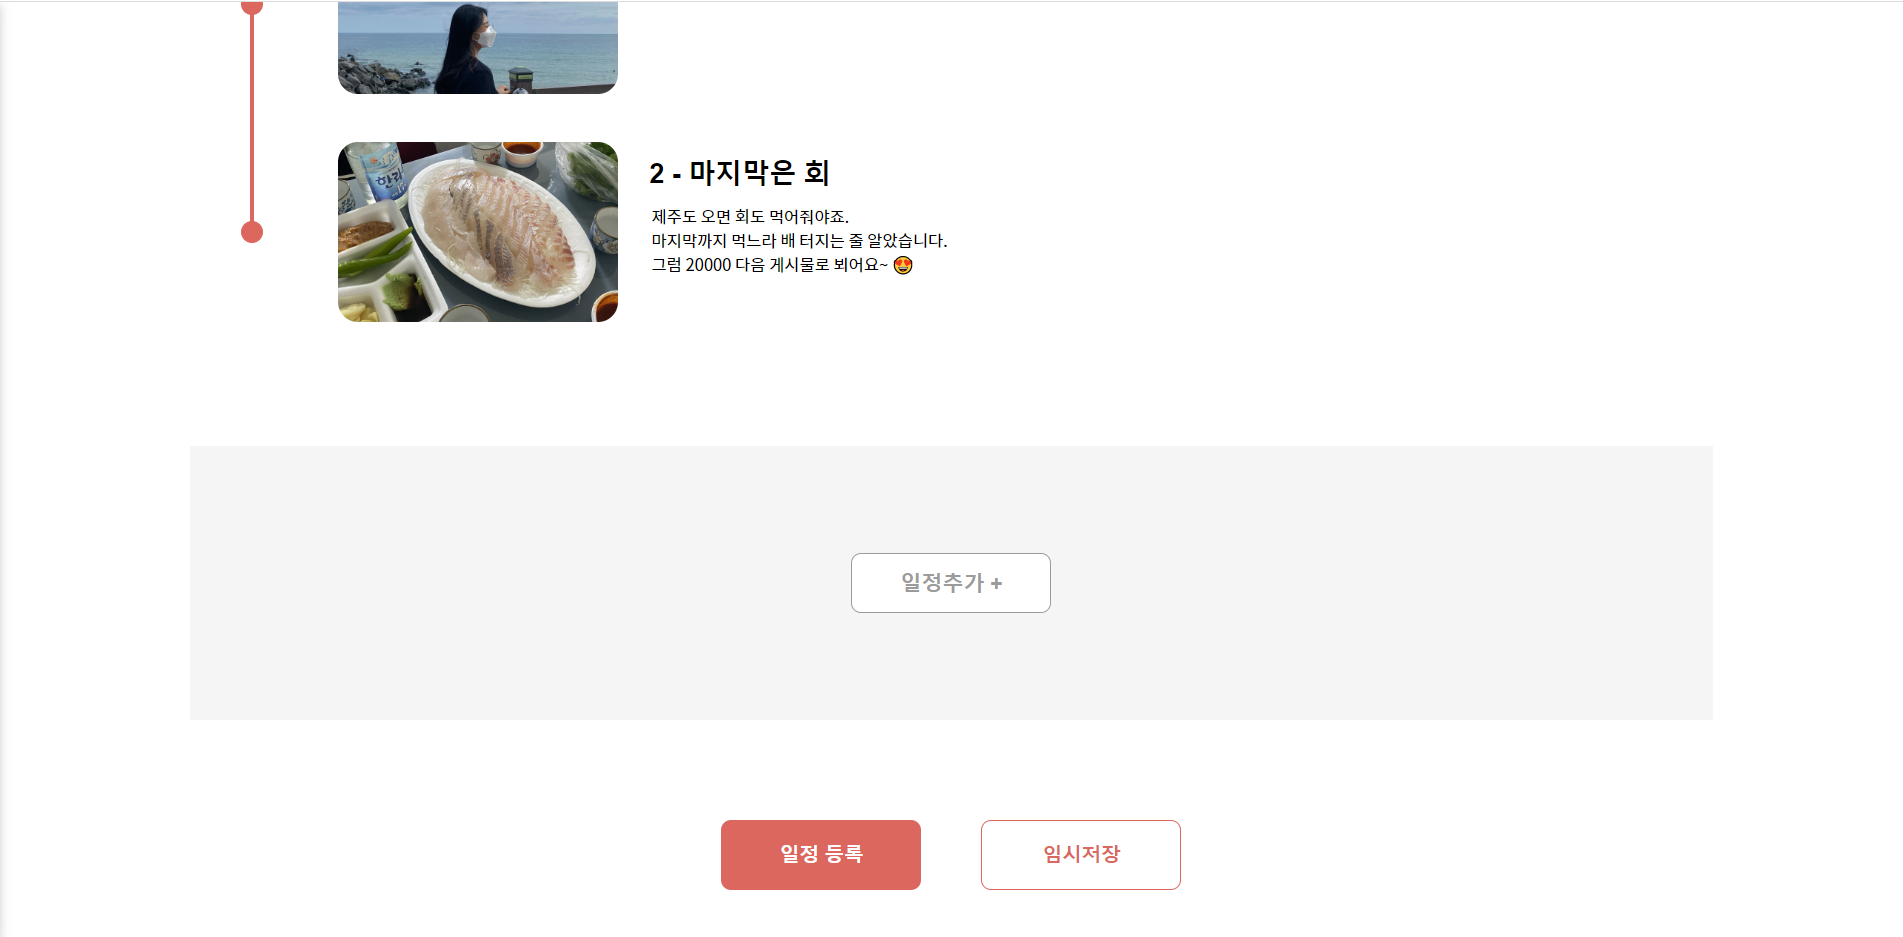 2 - 마지막은 회
제주도 오면 회도 먹어줘야죠.
마지막까지 먹느라 배 터지는 줄 알았습니다.
그럼 20000 다음 게시물로 뵈어요~ 😍
일정추가 +
일정 등록
임시저장